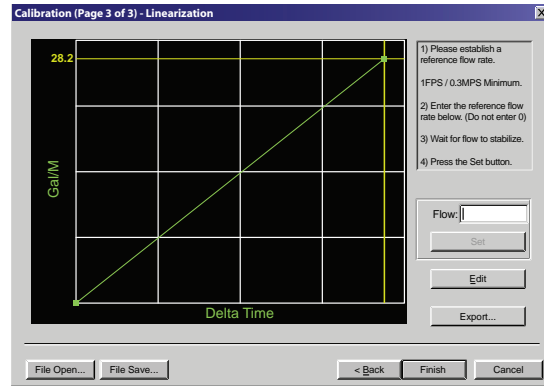 Calibration (Page 3 of 3) - Linearization
28.2
Gal/M
Delta Time
1) Please establish a
reference flow rate.
1FPS / 0.3MPS Minimum.
2) Enter the reference flow
rate below. (Do not enter 0)
3) Wait for flow to stabilize.
4) Press the Set button.
Flow:
Set
Edit
Export...
File Open...
File Save...
< Back
Finish
Cancel